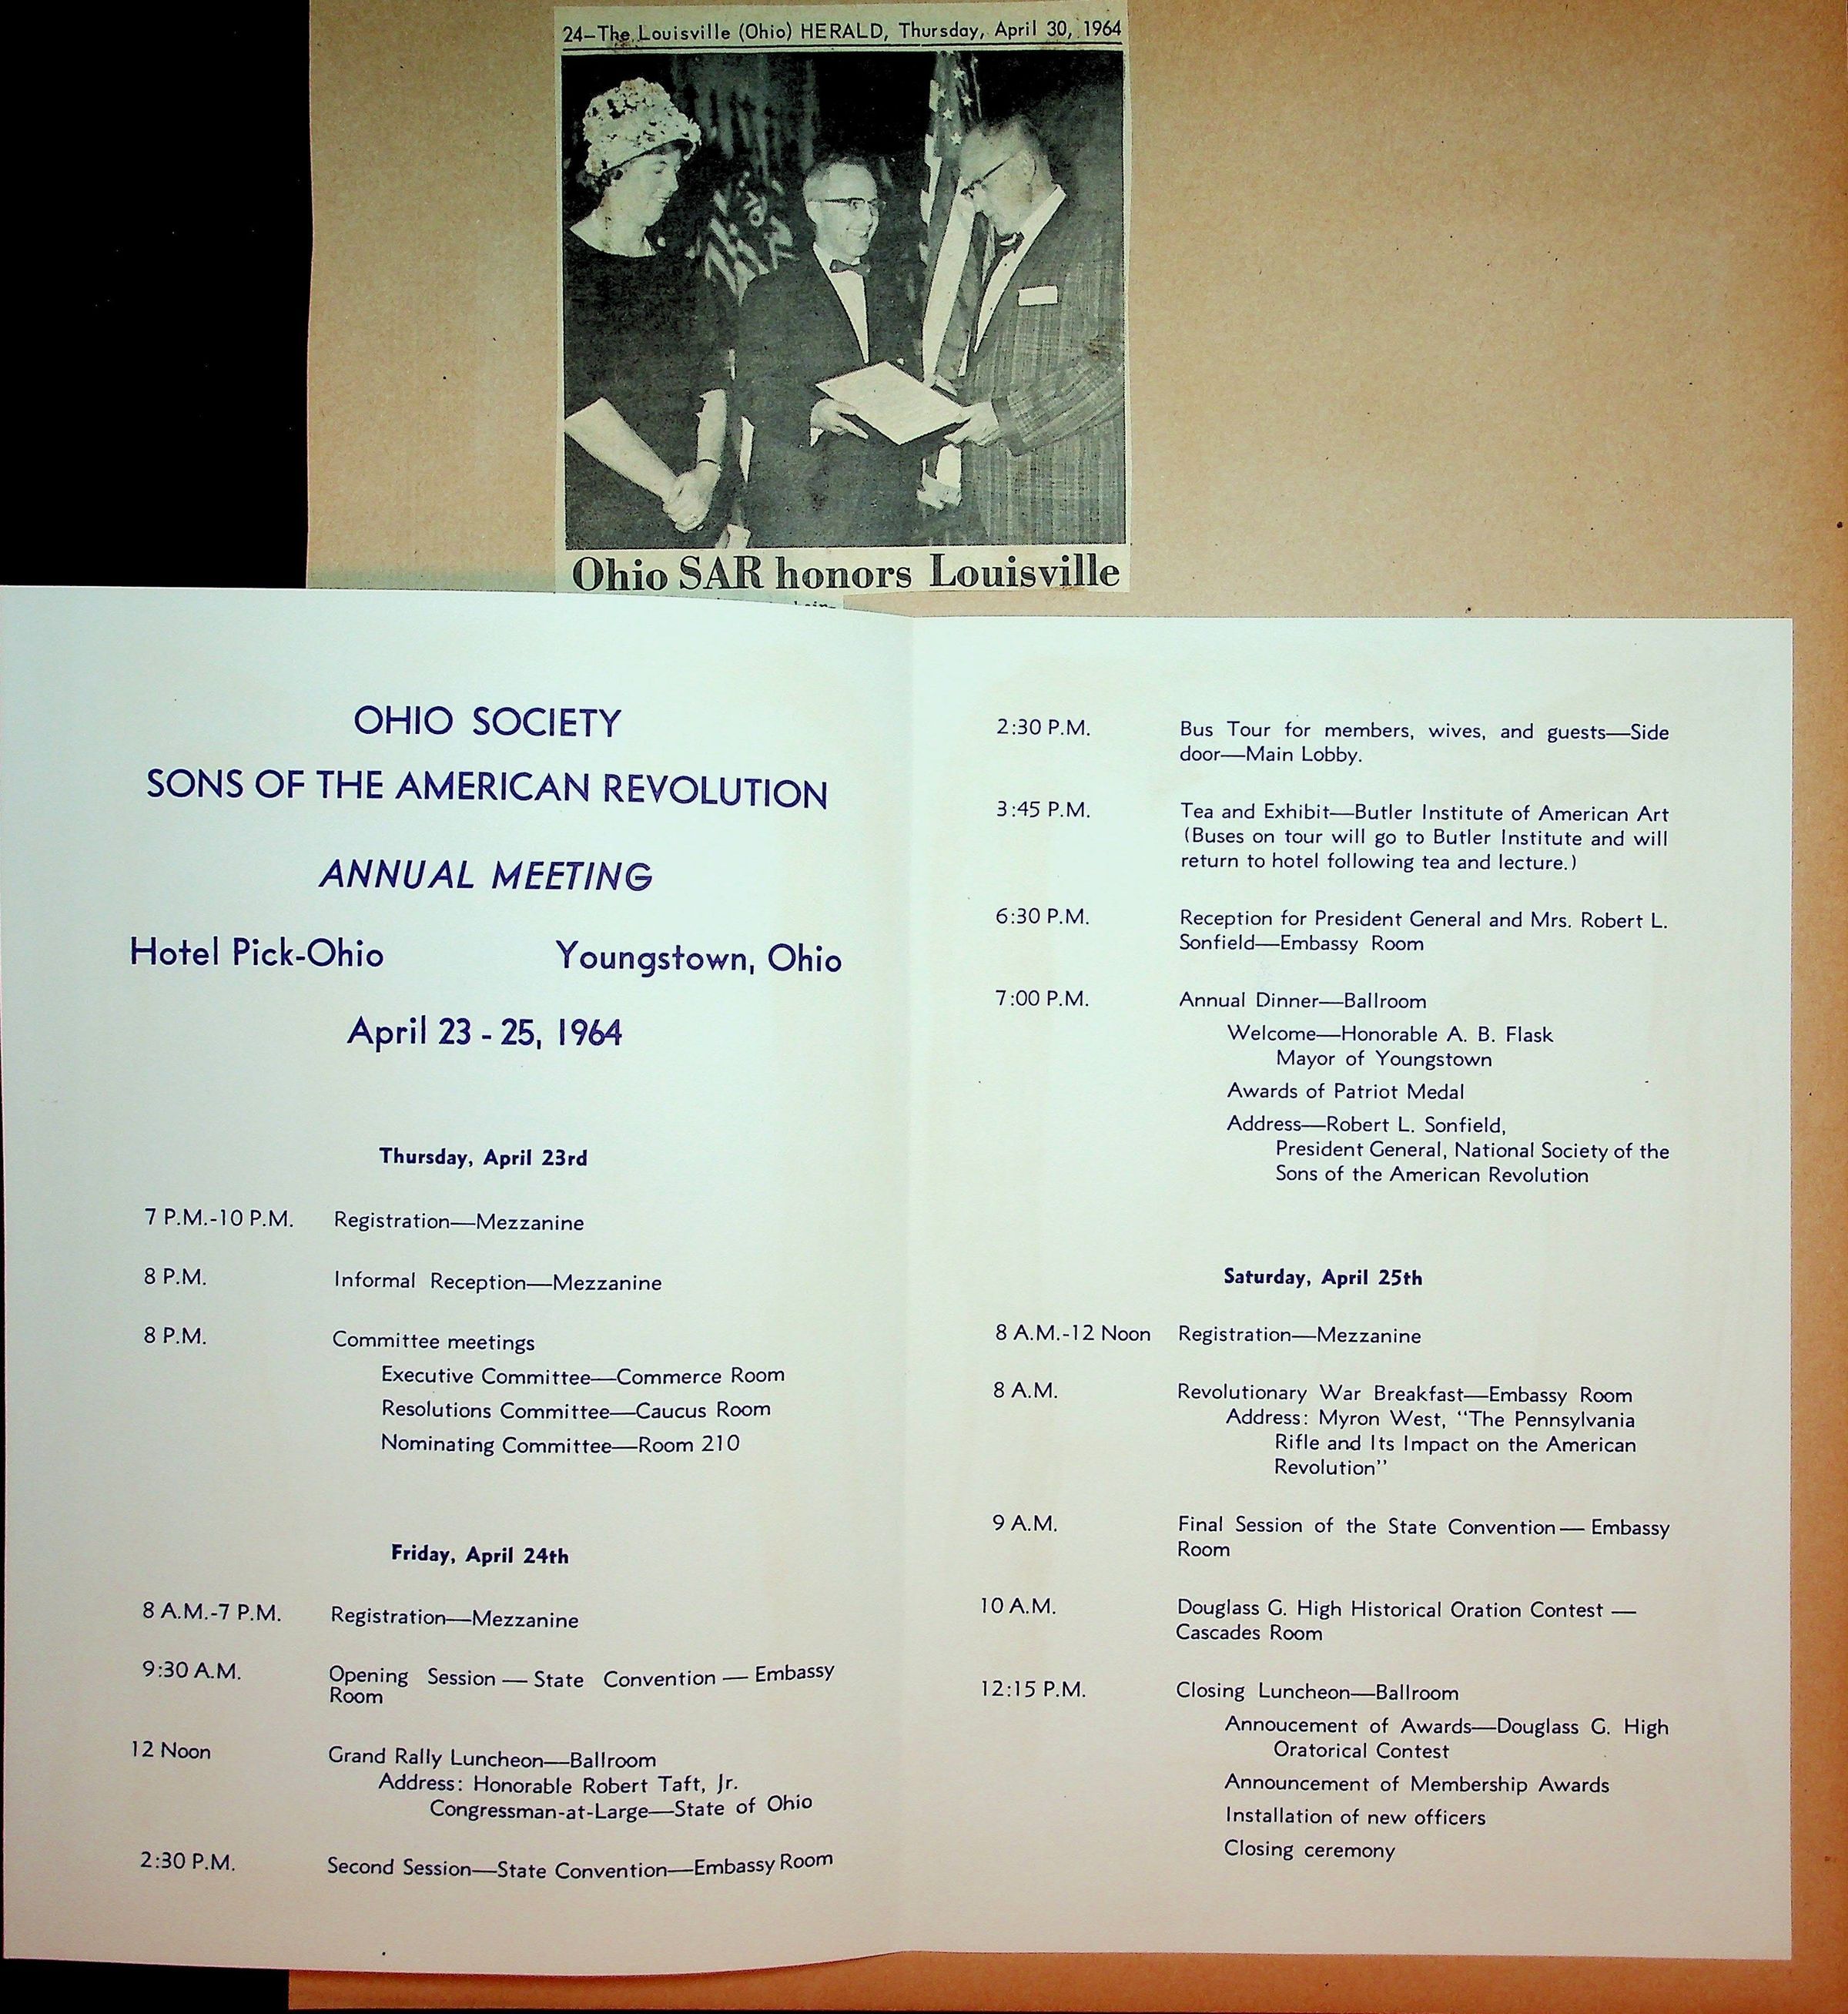 24—The Louisville (Ohio) HERALD, Thursday, April 30, 1964
Ohio SAR honors Louisville
OHIO SOCIETY
SONS OF THE AMERICAN REVOLUTION
ANNUAL MEETING
Hotel Pick-Ohio Youngstown, Ohio
April 23 - 25, 1964
Thursday, April 23rd
7 P.M.-10 P.M. Registration—Mezzanine
8 P.M. Informal Reception—Mezzanine
8 P.M. Committee meetings
Executive Committee—Commerce Room
Resolutions Committee—Caucus Room
Nominating Committee—Room 210
Friday, April 24th
8 A.M.-7 P.M. Registration—Mezzanine
9:30 A.M. Opening Session — State Convention — Embassy
Room
12 Noon Grand Rally Luncheon—Ballroom
Address: Honorable Robert Taft, Jr.
Congressman-at-Large—State of Ohio
2:30 P.M. Second Session—State Convention—Embassy Room
2:30 P.M. Bus Tour for members, wives, and guests—Side
door—Main Lobby.
3:45 P.M. Tea and Exhibit—Butler Institute of American Art
(Buses on tour will go to Butler Institute and will
return to hotel following tea and lecture.)
6:30 P.M. Reception for President General and Mrs. Robert L.
Sonfield—Embassy Room
7:00 P.M. Annual Dinner—Ballroom
Welcome—Honorable A. B. Flask
Mayor of Youngstown
Awards of Patriot Medal
Address—Robert L. Sonfield,
President General, National Society of the
Sons of the American Revolution
Saturday, April 25th
8 A.M.-12 Noon Registration—Mezzanine
8 A.M. Revolutionary War Breakfast—Embassy Room
Address: Myron West, "The Pennsylvania
Rifle and Its Impact on the American
Revolution"
9 A.M. Final Session of the State Convention — Embassy
Room
10 A.M. Douglass G. High Historical Oration Contest —
Cascades Room
12:15 P.M. Closing Luncheon—Ballroom
Annoucement of Awards—Douglass G. High
Oratorical Contest
Announcement of Membership Awards
Installation of new officers
Closing ceremony